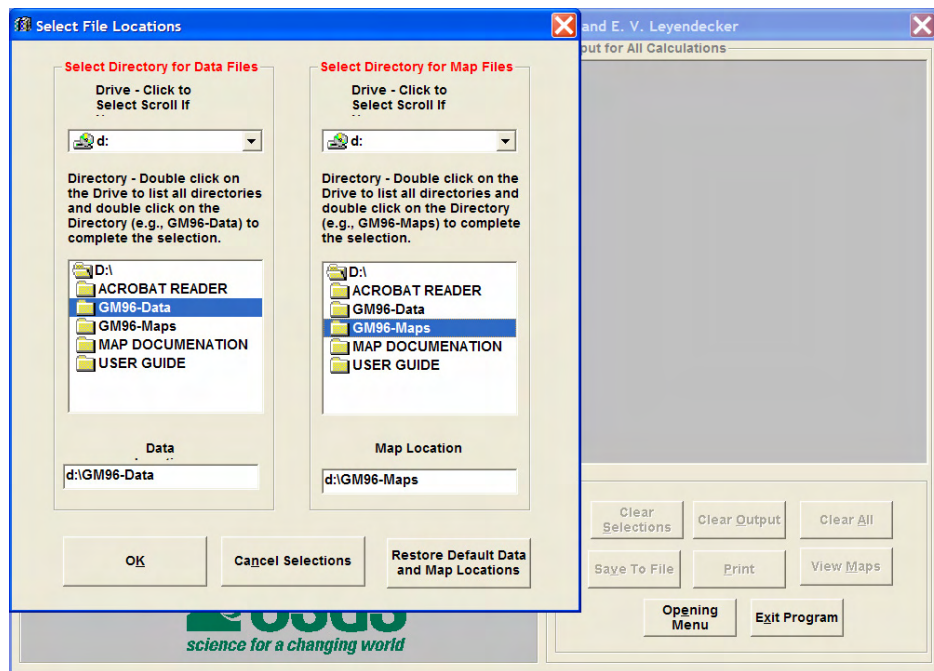 Select File Locations
and E. V. Leyendecker
Select Directory for Data Files
Drive - Click to
Select Scroll If
d:
Directory - Double click on
the Drive to list all directories
and double click on the
Directory (e.g., GM96-Data) to
complete the selection.
D:\
ACROBAT READER
GM96-Data
GM96-Maps
MAP DOCUMENATION
USER GUIDE
Data
d:\GM96-Data
Select Directory for Map Files
Drive - Click to
Select Scroll If
d:
Directory - Double click on the
Drive to list all directories and
double click on the Directory
(e.g., GM96-Maps) to complete
the selection.
D:\
ACROBAT READER
GM96-Data
GM96-Maps
MAP DOCUMENATION
USER GUIDE
Map Location
d:\GM96-Maps
OK
Cancel Selections
Restore Default Data
and Map Locations
for All Calculations
Clear
Selections
Clear Output
Clear All
Save To File
Print
View Maps
Opening
Menu
Exit Program
USGS
science for a changing world